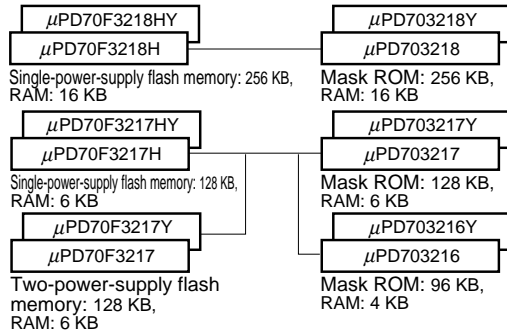 μPD70F3218HY
μPD70F3218H
Single-power-supply flash memory: 256 KB,
RAM: 16 KB
μPD703218Y
μPD703218
Mask ROM: 256 KB,
RAM: 16 KB
μPD70F3217HY
μPD70F3217H
Single-power-supply flash memory: 128 KB,
RAM: 6 KB
μPD703217Y
μPD703217
Mask ROM: 128 KB,
RAM: 6 KB
μPD70F3217Y
μPD70F3217
Two-power-supply flash
memory: 128 KB,
RAM: 6 KB
μPD703216Y
μPD703216
Mask ROM: 96 KB,
RAM: 4 KB